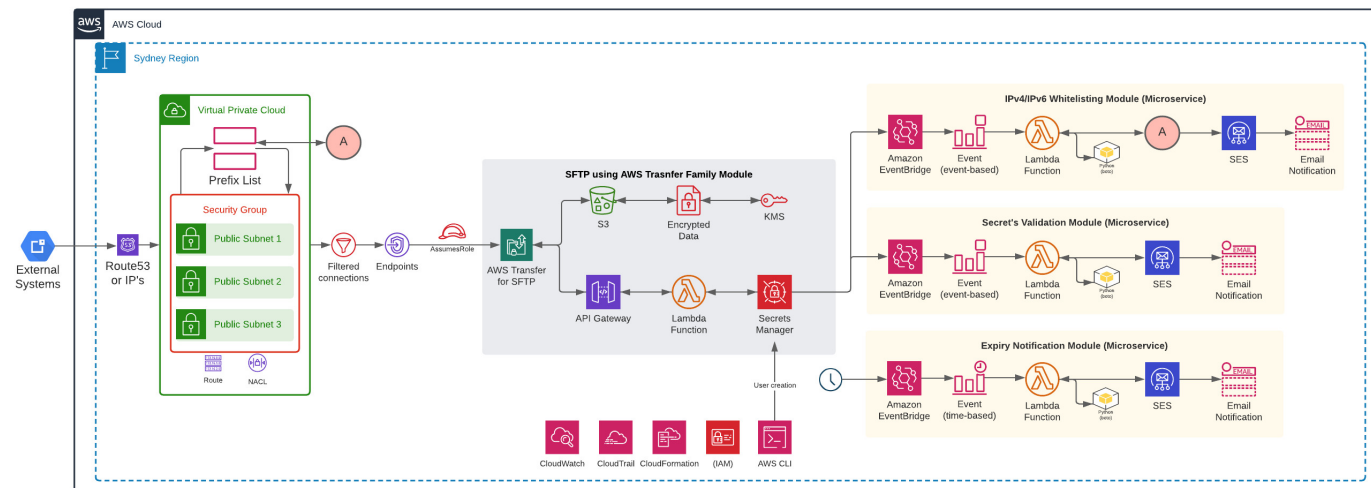 aws
AWS Cloud
Sydney Region
External
Systems
Route53
or IP's
Virtual Private Cloud
Prefix List
A
Security Group
Public Subnet 1
Public Subnet 2
Public Subnet 3
Route
NACL
Filtered
connections
Endpoints
AssumesRole
SFTP using AWS Trasnfer Family Module
AWS Transfer
for SFTP
S3
Encrypted
Data
KMS
API Gateway
Lambda
Function
Secrets
Manager
User creation
CloudWatch
CloudTrail
CloudFormation
(IAM)
AWS CLI
IPv4/IPv6 Whitelisting Module (Microservice)
Amazon
EventBridge
Event
(event-based)
Lambda
Function
Python
(boto)
A
SES
EMAIL
Email
Notification
Secret's Validation Module (Microservice)
Amazon
EventBridge
Event
(event-based)
Lambda
Function
Python
(boto)
SES
EMAIL
Email
Notification
Expiry Notification Module (Microservice)
Amazon
EventBridge
Event
(time-based)
Lambda
Function
Python
(boto)
SES
EMAIL
Email
Notification